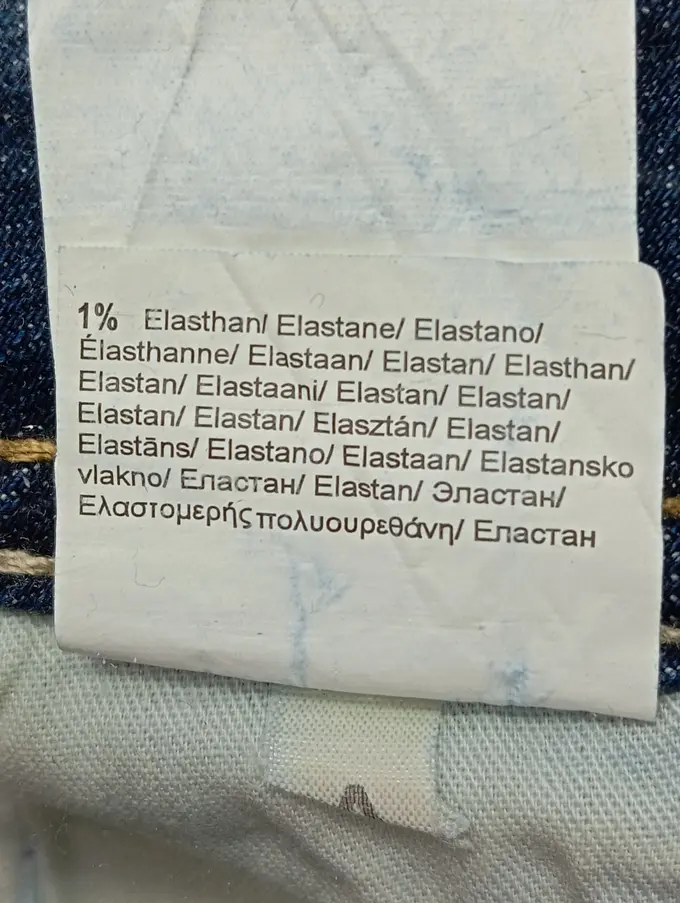 1% Elasthan/ Elastane/ Elastano/
Élasthanne/ Elastaan/ Elastan/ Elasthan/
Elastan/ Elastaani/ Elastan/ Elastan/
Elastan/ Elastan/ Elasztán/ Elastan/
Elastāns/ Elastano/ Elastaan/ Elastansko
vlakno/ Еластан/ Elastan/ Эластан/
Ελαστομερής πολυουρεθάνη/ Еластан